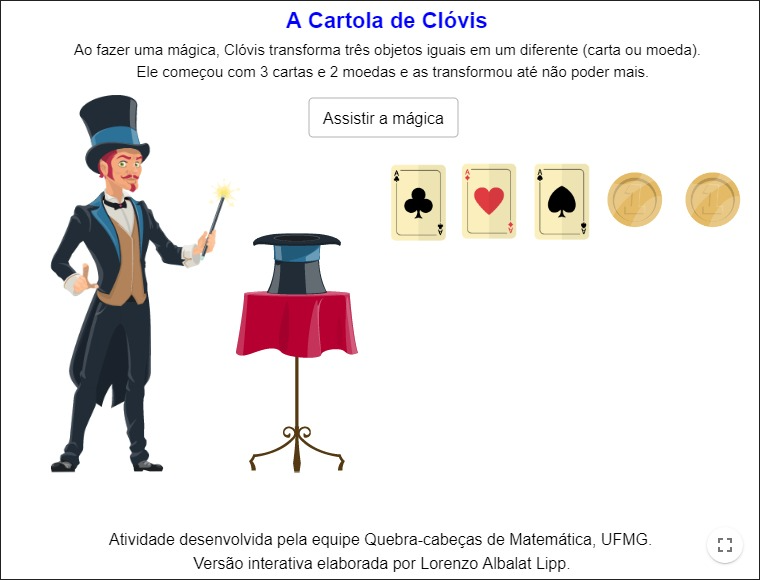 A Cartola de Clóvis
Ao fazer uma mágica, Clóvis transforma três objetos iguais em um diferente (carta ou moeda).
Ele começou com 3 cartas e 2 moedas e as transformou até não poder mais.
Assistir a mágica
A A A
1 1
A A A
Atividade desenvolvida pela equipe Quebra-cabeças de Matemática, UFMG.
Versão interativa elaborada por Lorenzo Albalat Lipp.